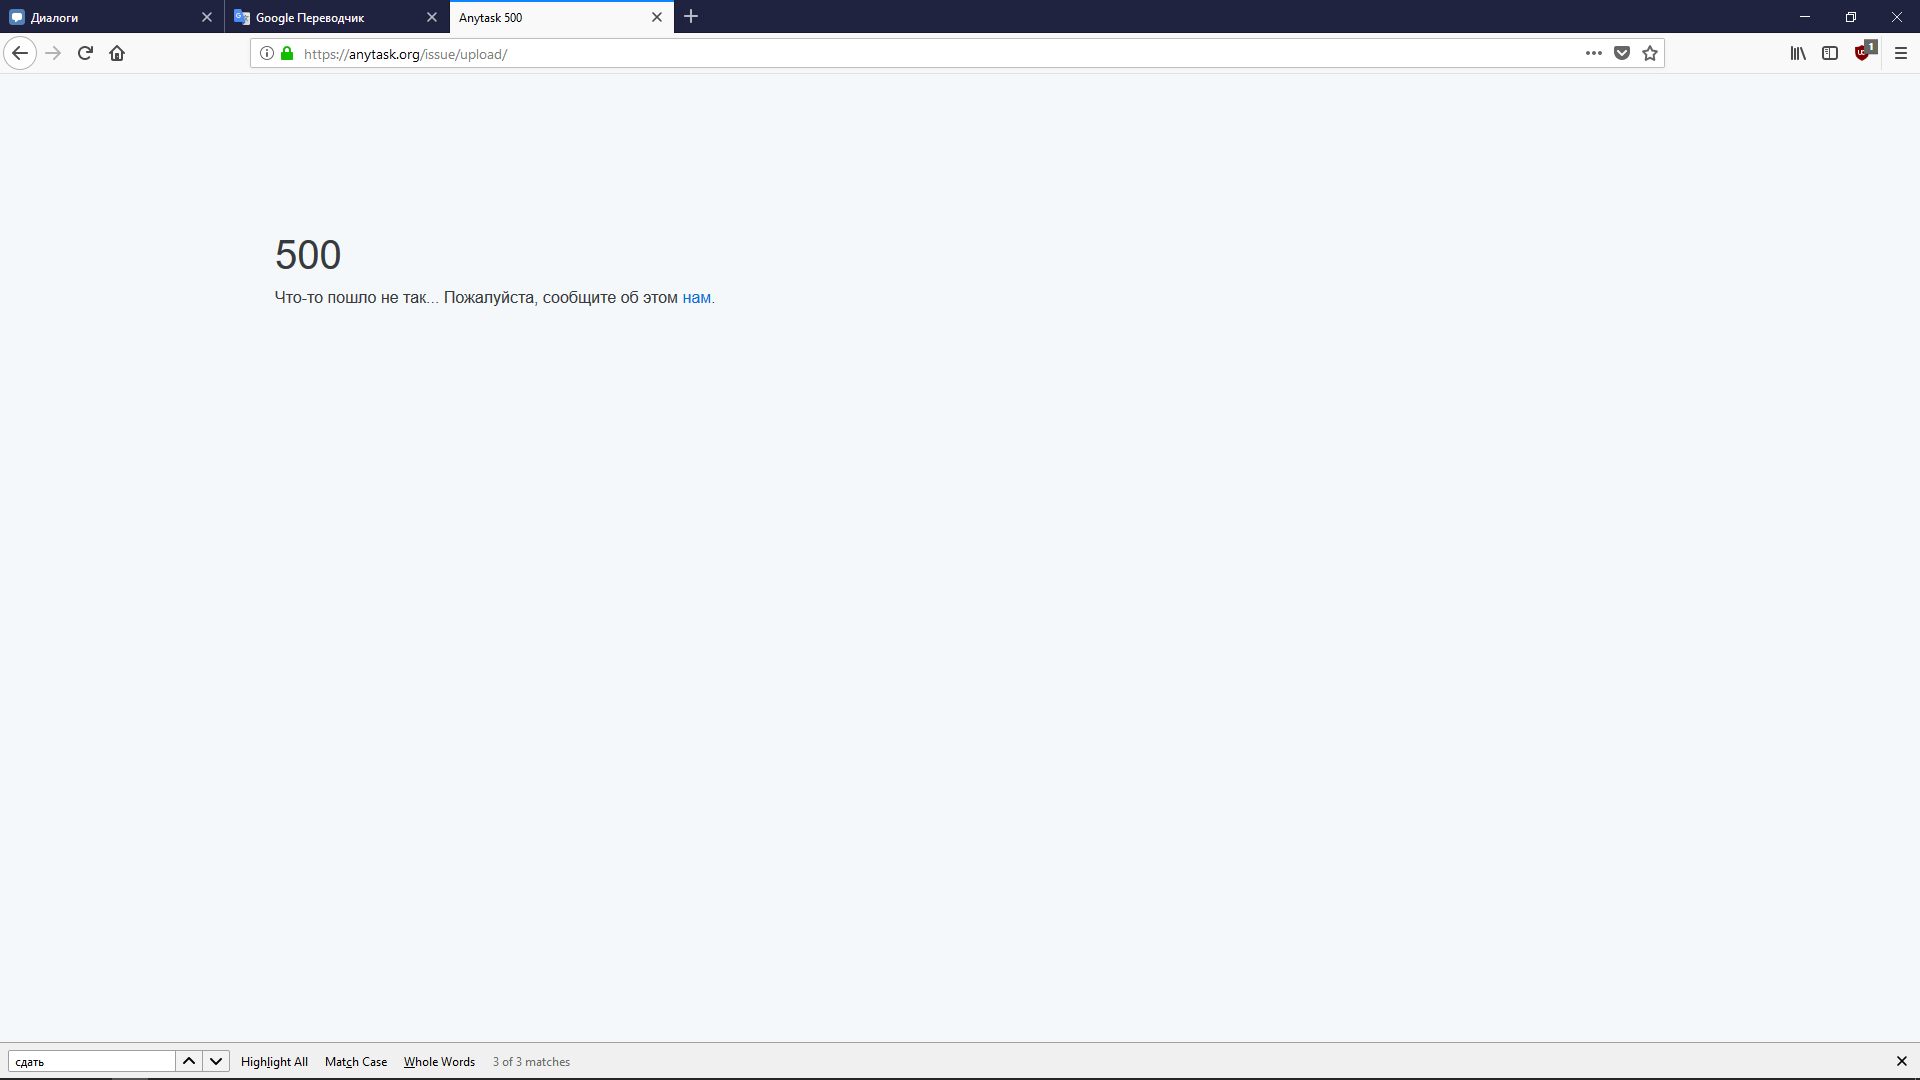 Диалоги
Google Переводчик
Anytask 500
https://anytask.org/issue/upload/
1
500
Что-то пошло не так... Пожалуйста, сообщите об этом нам.
сдать
Highlight All
Match Case
Whole Words
3 of 3 matches